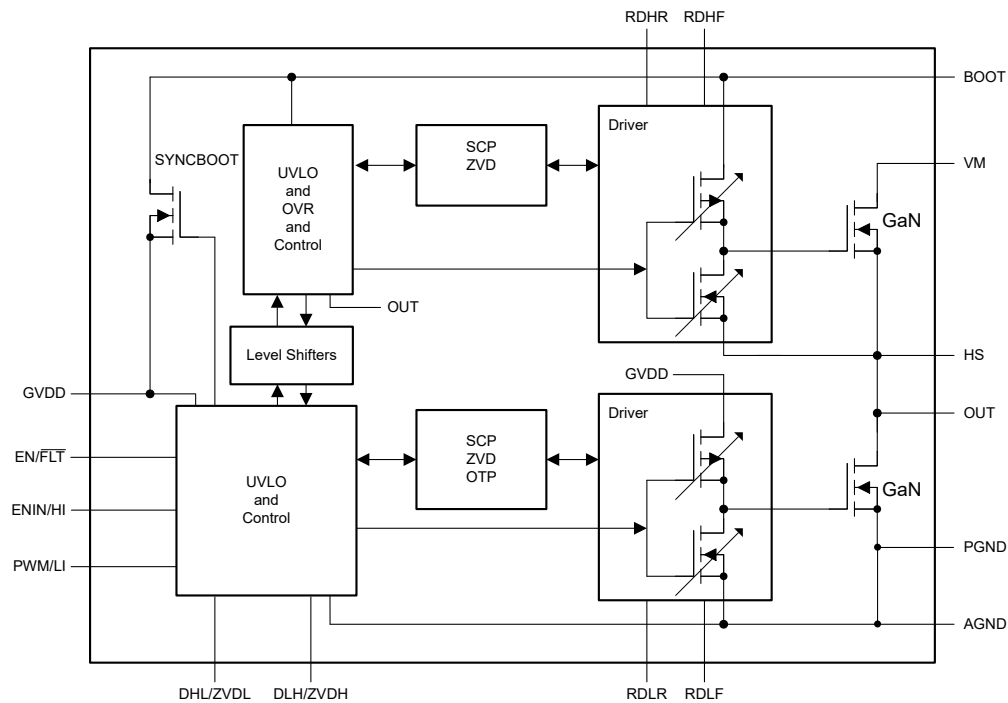 RDHR
RDHF
BOOT
Driver
SCP
ZVD
SYNCBOOT
UVLO
and
OVR
and
Control
VM
GaN
OUT
Level Shifters
HS
GVDD
GVDD
OUT
Driver
SCP
ZVD
OTP
EN/FLT
UVLO
and
Control
GaN
ENIN/HI
PGND
PWM/LI
AGND
DHL/ZVDL
DLH/ZVDH
RDLR
RDLF